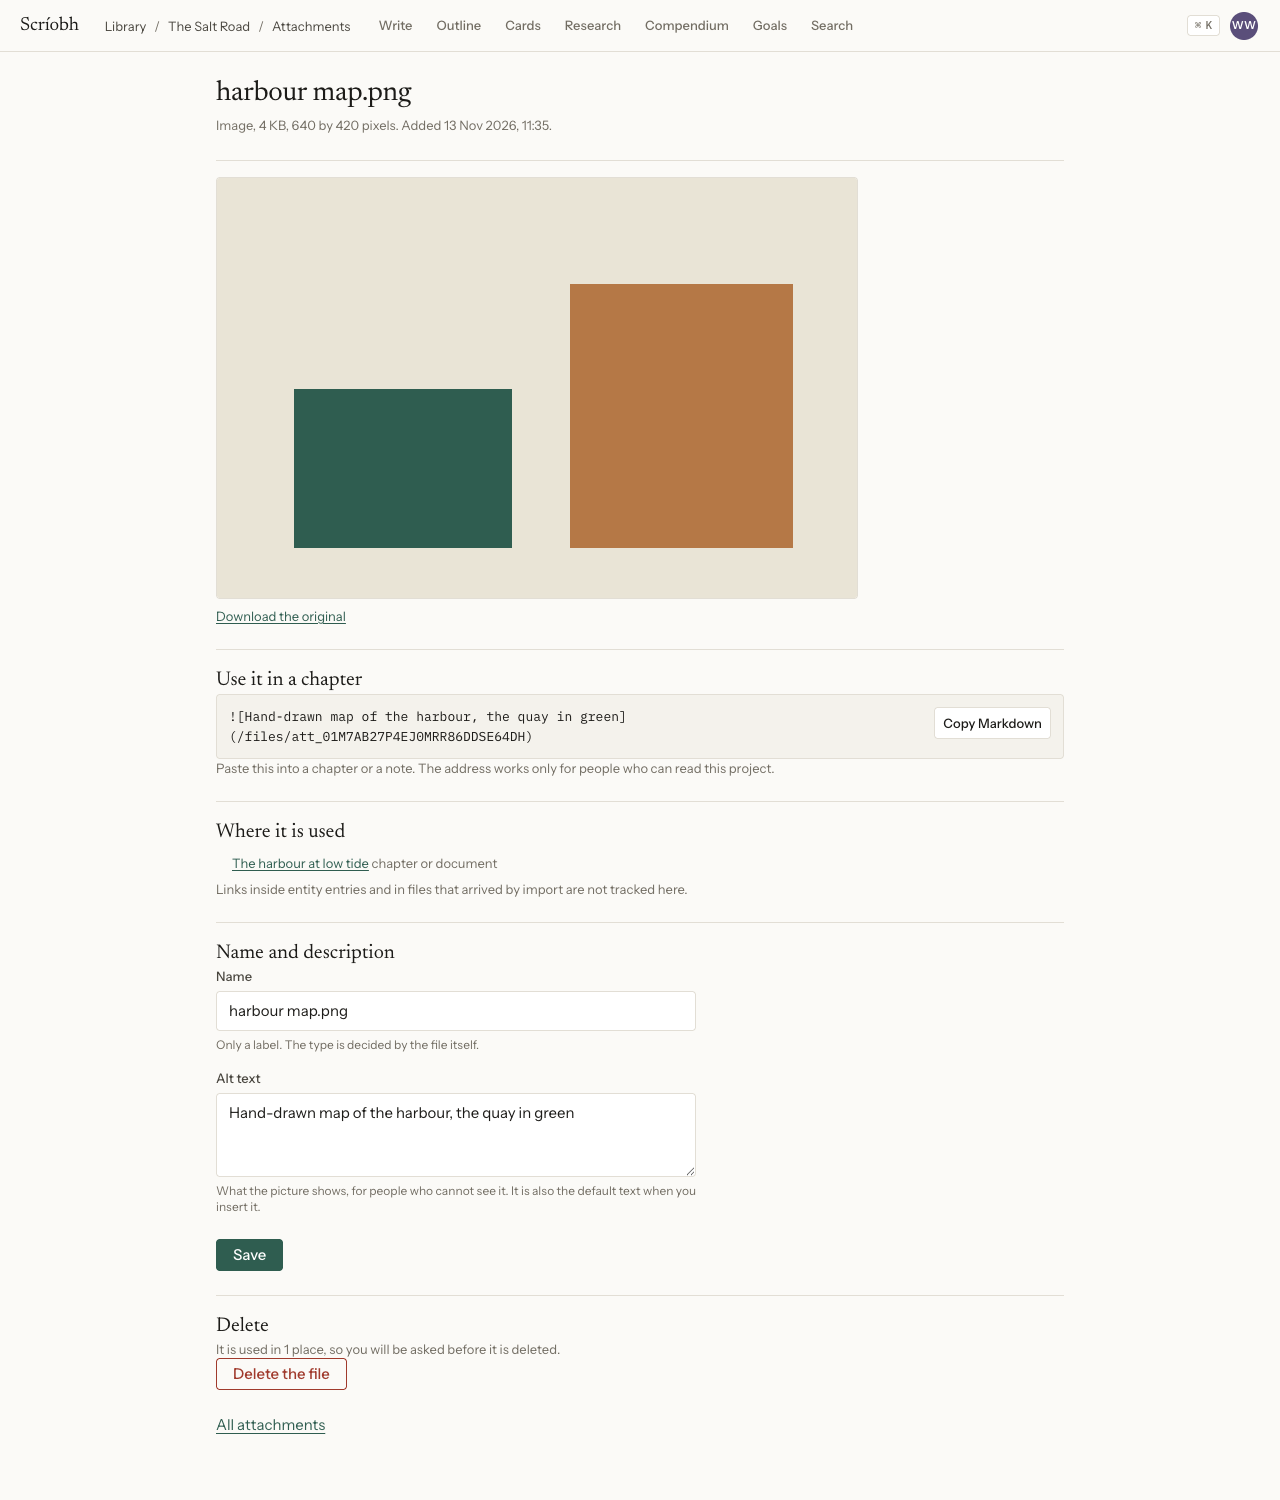 Scríobh
Library / The Salt Road / Attachments
Write Outline Cards Research Compendium Goals Search
⌘ K
WW
harbour map.png
Image, 4 KB, 640 by 420 pixels. Added 13 Nov 2026, 11:35.
Download the original
Use it in a chapter
![Hand-drawn map of the harbour, the quay in green]
(/files/att_01M7AB27P4EJ0MRR86DDSE64DH)
Copy Markdown
Paste this into a chapter or a note. The address works only for people who can read this project.
Where it is used
The harbour at low tide chapter or document
Links inside entity entries and in files that arrived by import are not tracked here.
Name and description
Name
harbour map.png
Only a label. The type is decided by the file itself.
Alt text
Hand-drawn map of the harbour, the quay in green
What the picture shows, for people who cannot see it. It is also the default text when you
insert it.
Save
Delete
It is used in 1 place, so you will be asked before it is deleted.
Delete the file
All attachments